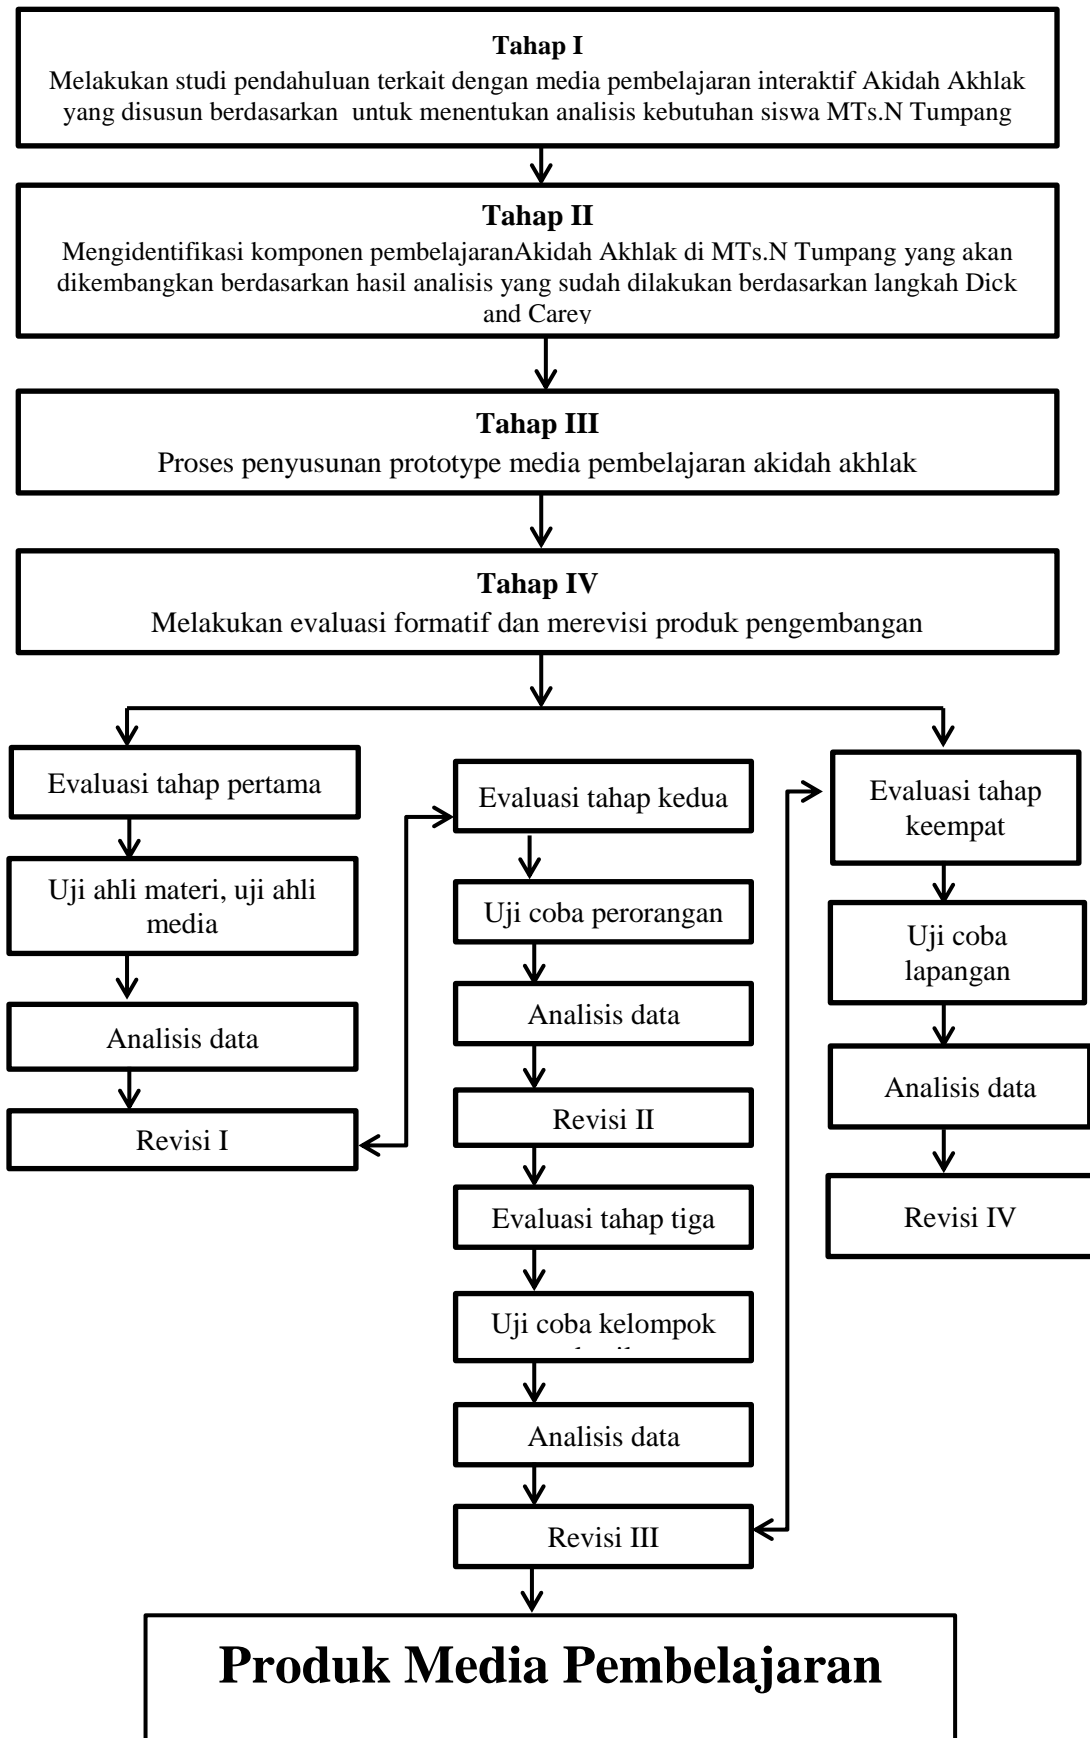 Tahap I
Melakukan studi pendahuluan terkait dengan media pembelajaran interaktif Akidah Akhlak
yang disusun berdasarkan  untuk menentukan analisis kebutuhan siswa MTs.N Tumpang
Tahap II
Mengidentifikasi komponen pembelajaranAkidah Akhlak di MTs.N Tumpang yang akan
dikembangkan berdasarkan hasil analisis yang sudah dilakukan berdasarkan langkah Dick
and Carey
Tahap III
Proses penyusunan prototype media pembelajaran akidah akhlak
Tahap IV
Melakukan evaluasi formatif dan merevisi produk pengembangan
Evaluasi tahap pertama
Uji ahli materi, uji ahli
media
Analisis data
Revisi I
Evaluasi tahap kedua
Uji coba perorangan
Analisis data
Revisi II
Evaluasi tahap tiga
Uji coba kelompok
Analisis data
Revisi III
Evaluasi tahap
keempat
Uji coba
lapangan
Analisis data
Revisi IV
Produk Media Pembelajaran